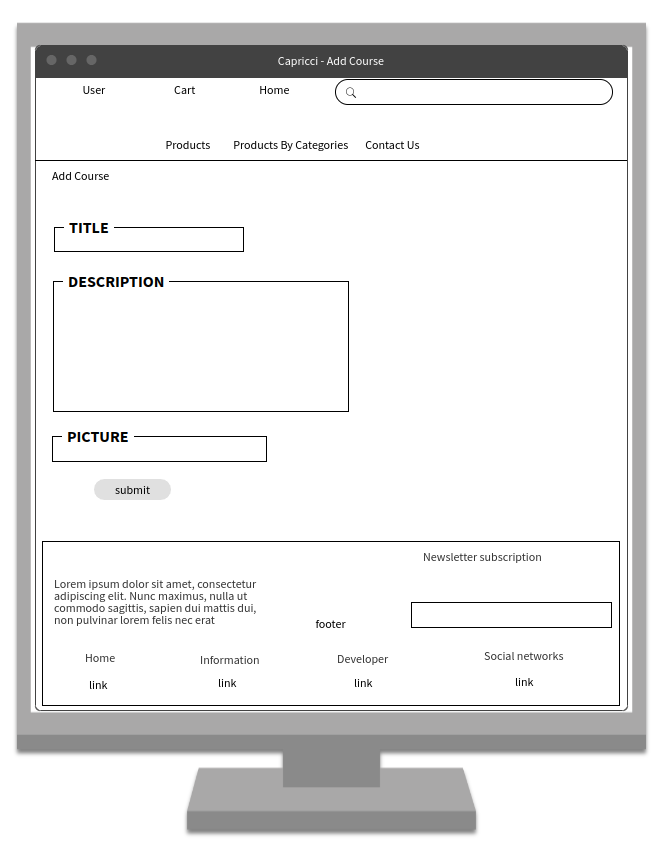 Capricci - Add Course
User Cart Home
Products Products By Categories Contact Us
Add Course
TITLE
DESCRIPTION
PICTURE
submit
Newsletter subscription
Lorem ipsum dolor sit amet, consectetur
adipiscing elit. Nunc maximus, nulla ut
commodo sagittis, sapien dui mattis dui,
non pulvinar lorem felis nec erat
footer
Home Information Developer Social networks
link link link link